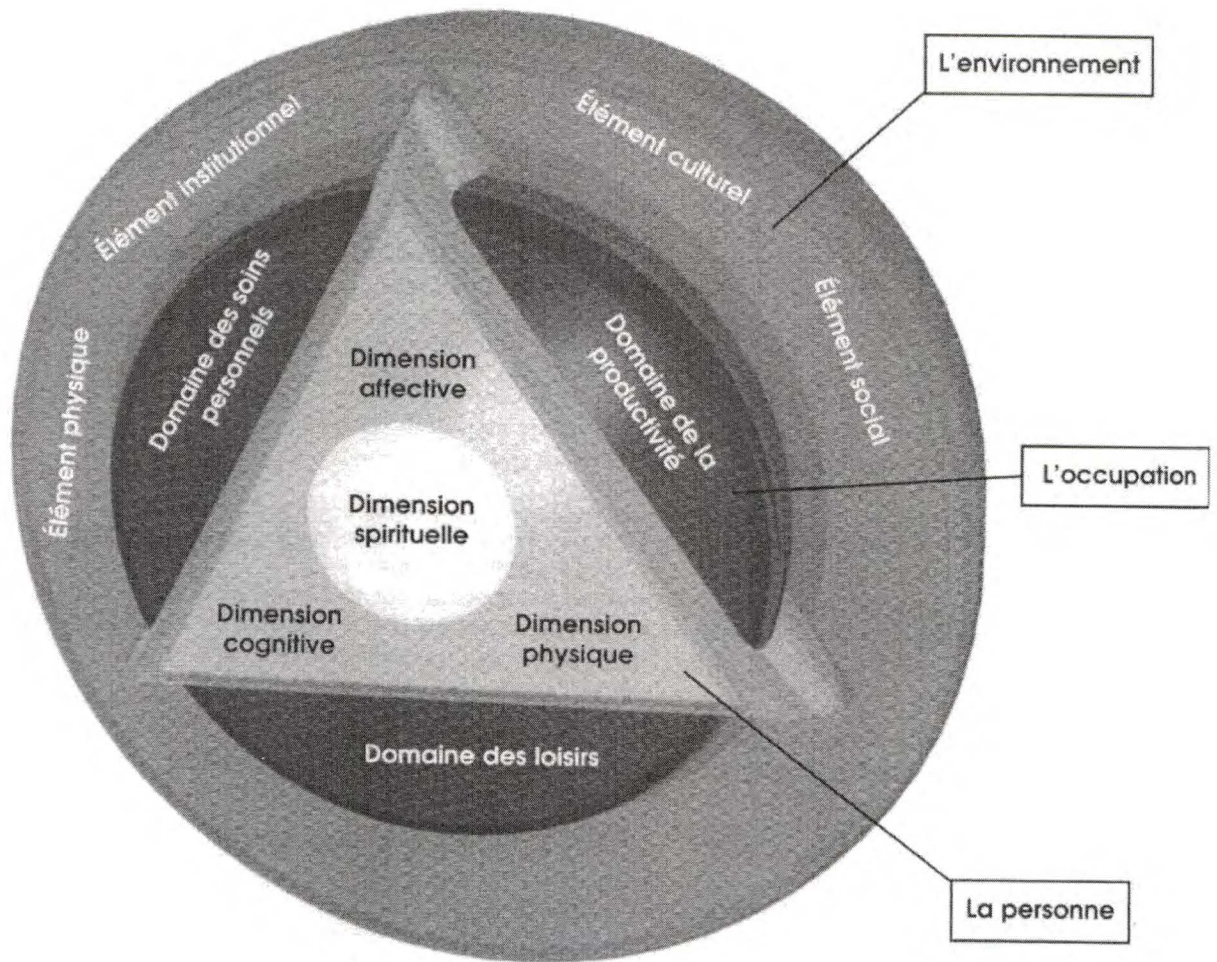 L'environnement
Élément institutionnel
Élément culturel
Élément physique
Élément social
Domaine des soins
personnels
Domaine de la
productivité
Dimension
affective
L'occupation
Dimension
spirituelle
Dimension
cognitive
Dimension
physique
Domaine des loisirs
La personne